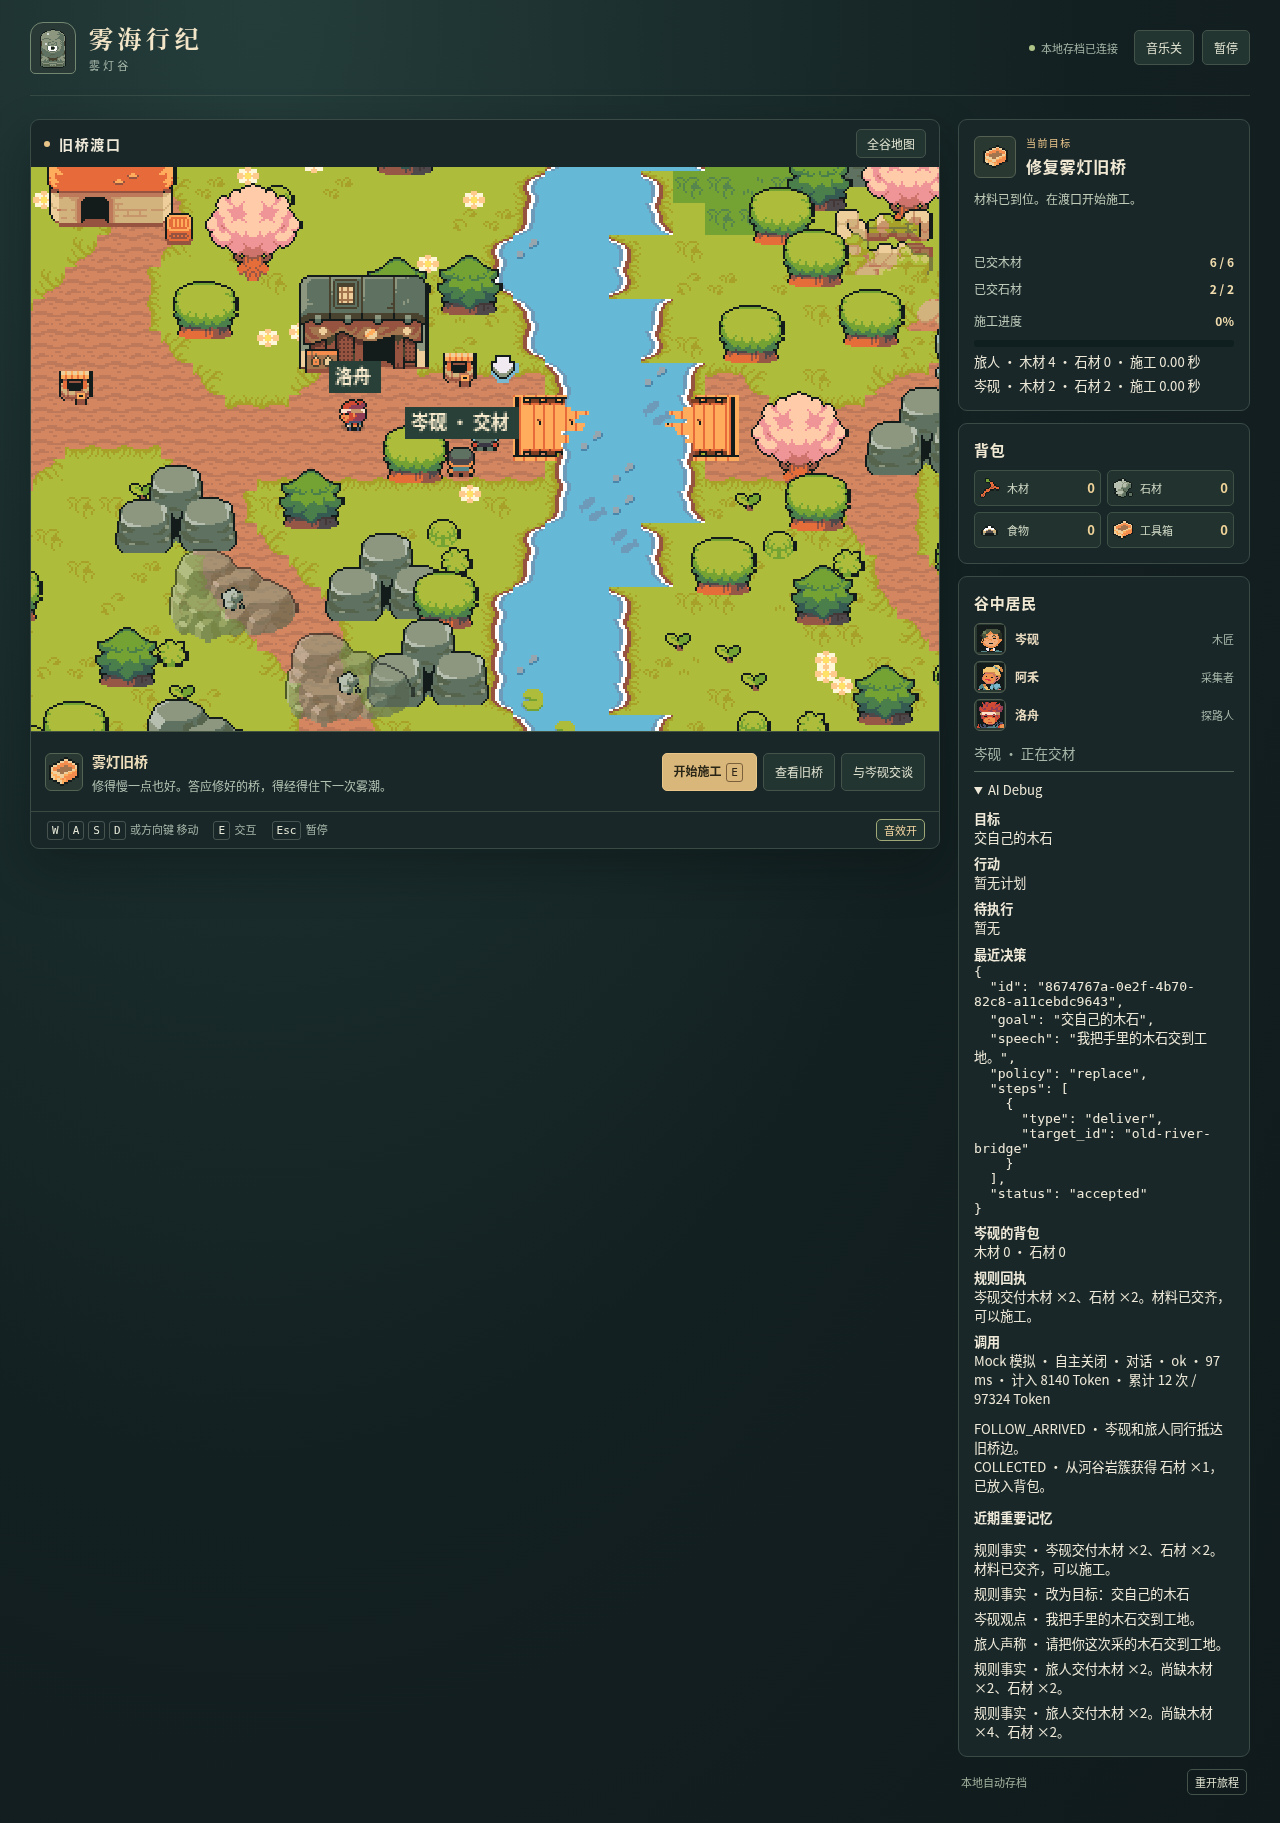 雾海行纪
雾灯谷
本地存档已连接
音乐关
暂停
旧桥渡口
全谷地图
洛舟
岑砚 · 交材
雾灯旧桥
修得慢一点也好。答应修好的桥，得经得住下一次雾潮。
开始施工 E
查看旧桥
与岑砚交谈
W A S D 或方向键 移动 E 交互 Esc 暂停
音效开
当前目标
修复雾灯旧桥
材料已到位。在渡口开始施工。
已交木材 6 / 6
已交石材 2 / 2
施工进度 0%
旅人 · 木材 4 · 石材 0 · 施工 0.00 秒
岑砚 · 木材 2 · 石材 2 · 施工 0.00 秒
背包
木材 0
石材 0
食物 0
工具箱 0
谷中居民
岑砚 木匠
阿禾 采集者
洛舟 探路人
岑砚 · 正在交材
▼ AI Debug
目标
交自己的木石
行动
暂无计划
待执行
暂无
最近决策
{
  "id": "8674767a-0e2f-4b70-
82c8-a11cebdc9643",
  "goal": "交自己的木石",
  "speech": "我把手里的木石交到工
地。",
  "policy": "replace",
  "steps": [
    {
      "type": "deliver",
      "target_id": "old-river-
bridge"
    }
  ],
  "status": "accepted"
}
岑砚的背包
木材 0 · 石材 0
规则回执
岑砚交付木材 ×2、石材 ×2。材料已交齐，
可以施工。
调用
Mock 模拟 · 自主关闭 · 对话 · ok · 97
ms · 计入 8140 Token · 累计 12 次 /
97324 Token
FOLLOW_ARRIVED · 岑砚和旅人同行抵达
旧桥边。
COLLECTED · 从河谷岩簇获得 石材 ×1，
已放入背包。
近期重要记忆
规则事实 · 岑砚交付木材 ×2、石材 ×2。
材料已交齐，可以施工。
规则事实 · 改为目标：交自己的木石
岑砚观点 · 我把手里的木石交到工地。
旅人声称 · 请把你这次采的木石交到工地。
规则事实 · 旅人交付木材 ×2。尚缺木材
×2、石材 ×2。
规则事实 · 旅人交付木材 ×2。尚缺木材
×4、石材 ×2。
本地自动存档
重开旅程